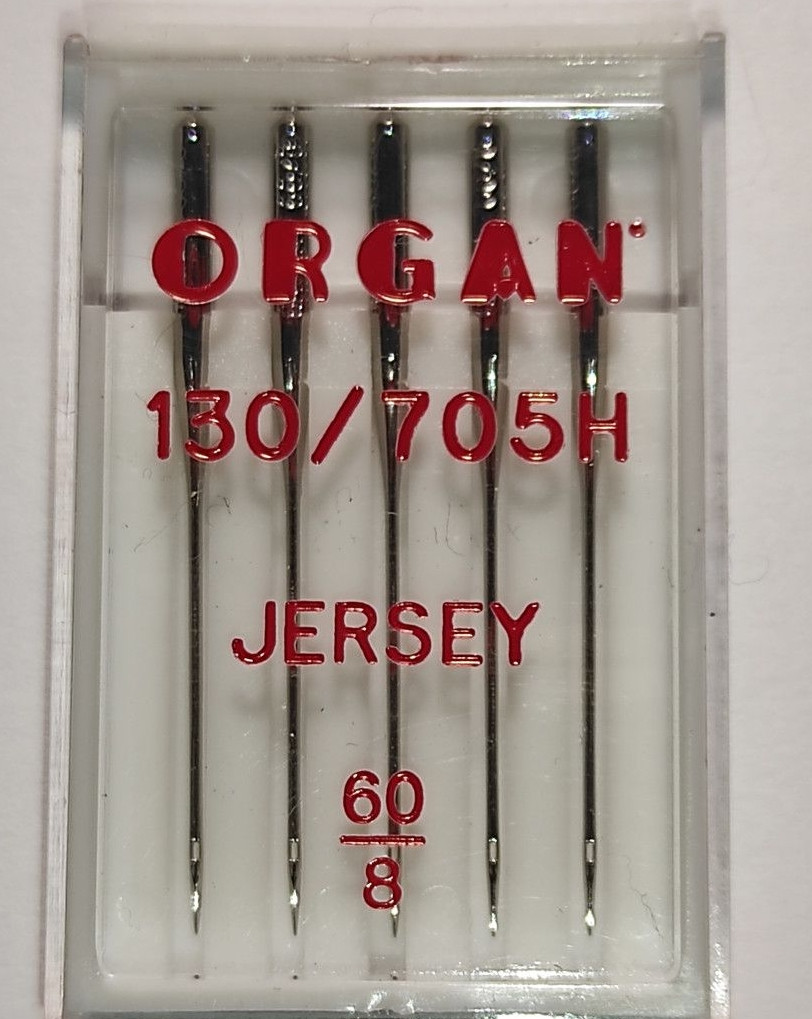 ORGAN
130/705H
JERSEY
60
8